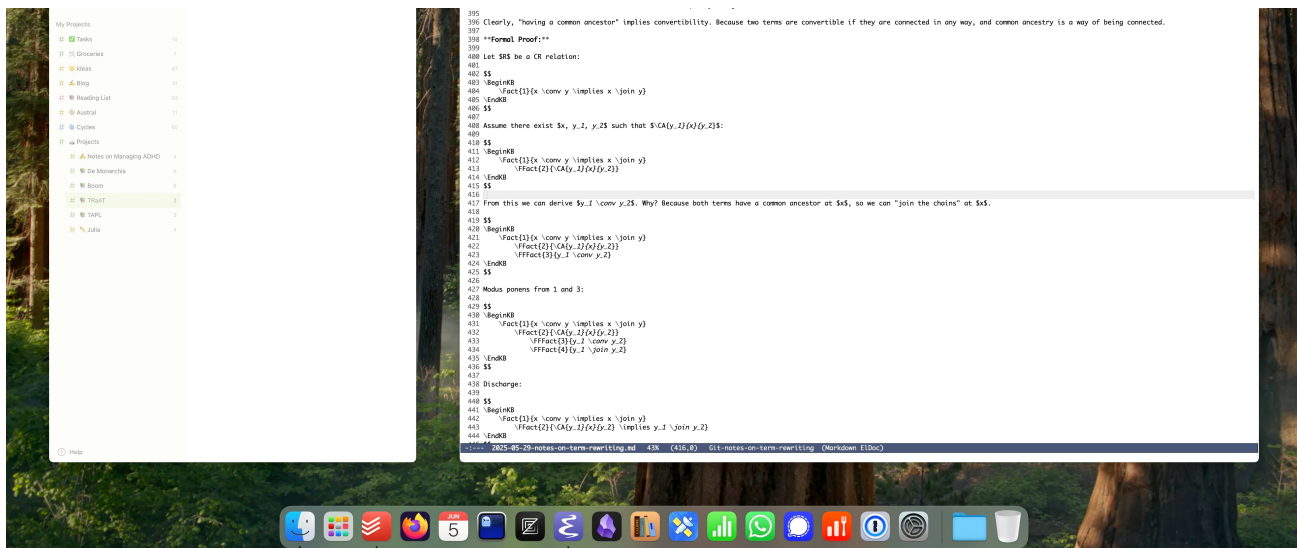 My Projects
# ✅ Tasks 10
# 🛒 Groceries
# Ideas
# ✍️ Blog
# Reading List
# Austral 11
# Cycles
# Projects
# ✍️ Notes on Managing ADHD
# De Monarchia
# Boom
# TRaAT 3
# TAPL 3
# ✏️ Julia 4
Help
395
396 Clearly, "having a common ancestor" implies convertibility. Because two terms are convertible if they are connected in any way, and common ancestry is a way of being connected.
397
398 **Formal Proof:**
399
400 Let $R$ be a CR relation:
401
402 $$
403 \BeginKB
404     \Fact{1}{x \conv y \implies x \join y}
405 \EndKB
406 $$
407
408 Assume there exist $x, y_1, y_2$ such that $\CA{y_1}{x}{y_2}$:
409
410 $$
411 \BeginKB
412     \Fact{1}{x \conv y \implies x \join y}
413         \FFact{2}{\CA{y_1}{x}{y_2}}
414 \EndKB
415 $$
416
417 From this we can derive $y_1 \conv y_2$. Why? Because both terms have a common ancestor at $x$, so we can "join the chains" at $x$.
418
419 $$
420 \BeginKB
421     \Fact{1}{x \conv y \implies x \join y}
422         \FFact{2}{\CA{y_1}{x}{y_2}}
423         \FFFact{3}{y_1 \conv y_2}
424 \EndKB
425 $$
426
427 Modus ponens from 1 and 3:
428
429 $$
430 \BeginKB
431     \Fact{1}{x \conv y \implies x \join y}
432         \FFact{2}{\CA{y_1}{x}{y_2}}
433             \FFFact{3}{y_1 \conv y_2}
434             \FFFact{4}{y_1 \join y_2}
435 \EndKB
436 $$
437
438 Discharge:
439
440 $$
441 \BeginKB
442     \Fact{1}{x \conv y \implies x \join y}
443         \FFact{2}{\CA{y_1}{x}{y_2} \implies y_1 \join y_2}
444 \EndKB
-:--- 2025-05-29-notes-on-term-rewriting.md 43% (416,0) Git-notes-on-term-rewriting (Markdown ElDoc)
JUN
5